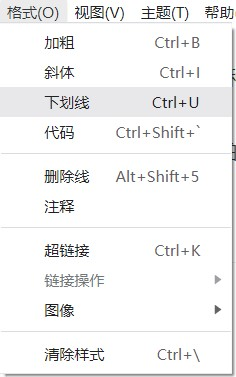 格式(O) 视图(V) 主题(T) 帮助
加粗 Ctrl+B
斜体 Ctrl+I
下划线 Ctrl+U
代码 Ctrl+Shift+`
删除线 Alt+Shift+5
注释
超链接 Ctrl+K
链接操作
图像
清除样式 Ctrl+\